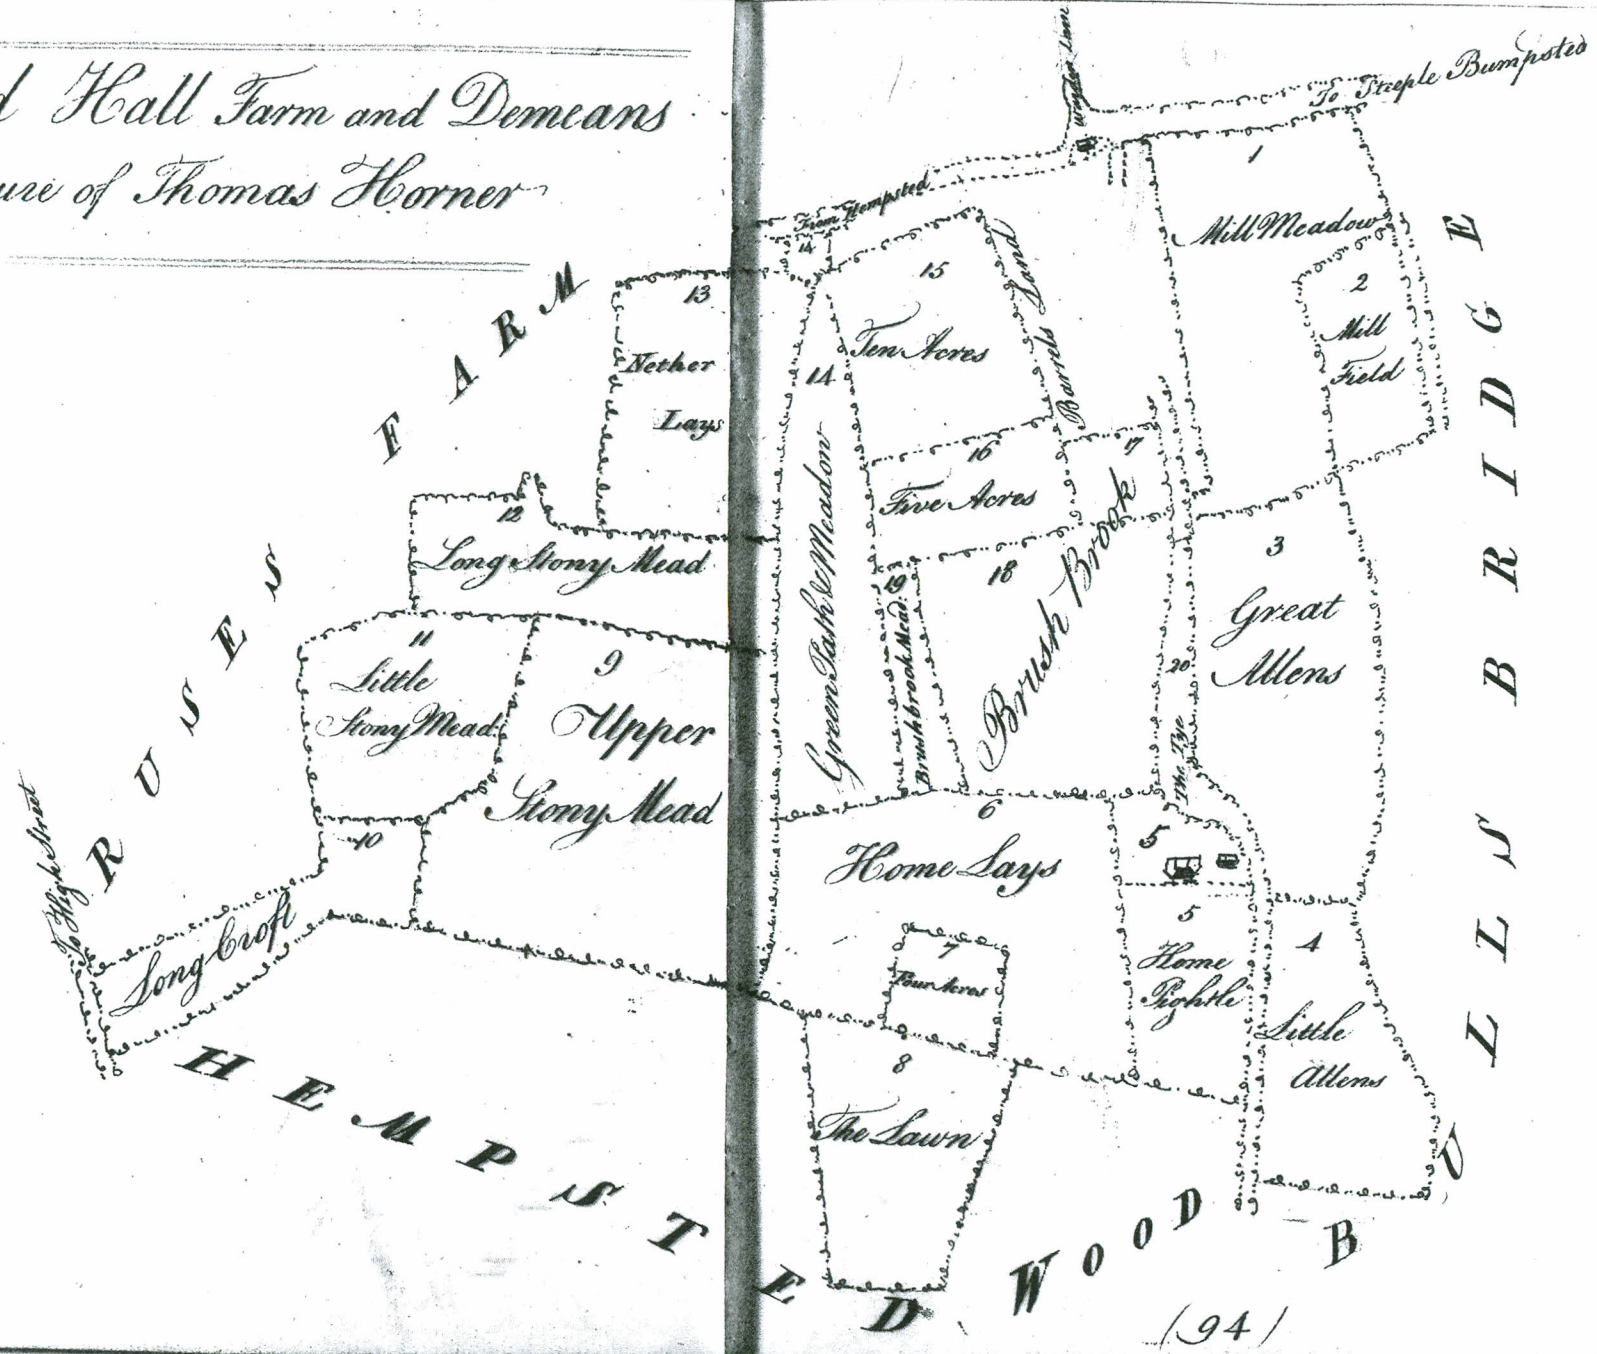 Hall Farm and Demeans
ure of Thomas Horner
To Steeple Bumpsted
From Hempsted
1
Mill Meadow
2
Mill
Field
3
Great
Allens
4
Little
Allens
5
5
Home
Pightle
6
Home Lays
7
Four Acres
8
The Lawn
9
Upper
Stony Mead
10
Long Croft
11
Little
Stony Mead
12
Long Stony Mead
13
Nether
Lays
14
14
Green Path & Meadow
15
Ten Acres
Barrels Land
16
Five Acres
17
18
Brush Brook
19
Brushbrook Mead
20
The Tye
To High Street
RUSES FARM
HEMPSTED WOOD
BULLS BRIDGE
(94)